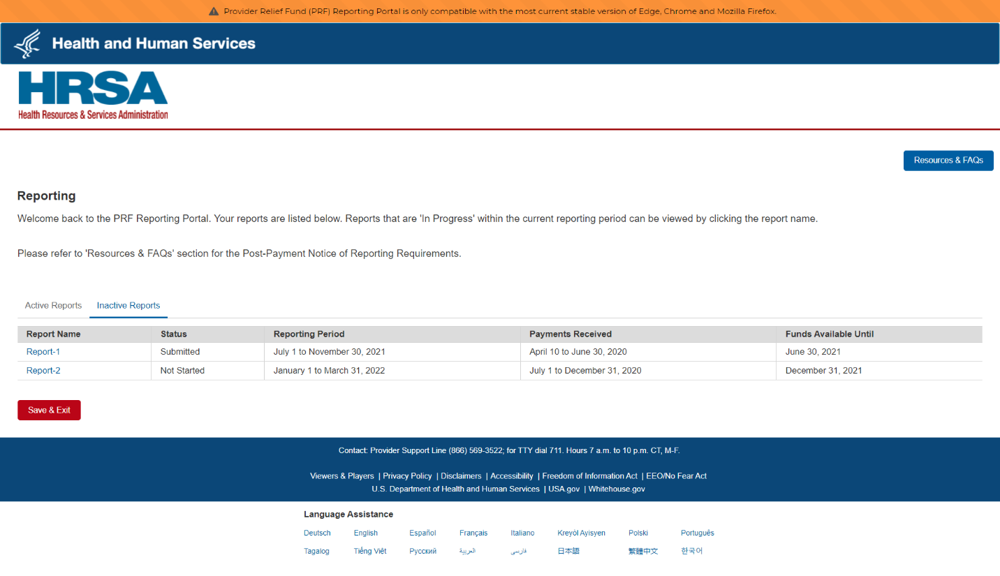 Provider Relief Fund (PRF) Reporting Portal is only compatible with the most current stable version of Edge, Chrome and Mozilla Firefox.
Health and Human Services
HRSA
Health Resources & Services Administration
Resources & FAQs
Reporting
Welcome back to the PRF Reporting Portal. Your reports are listed below. Reports that are 'In Progress' within the current reporting period can be viewed by clicking the report name.
Please refer to 'Resources & FAQs' section for the Post-Payment Notice of Reporting Requirements.
Active Reports Inactive Reports
Report Name Status Reporting Period Payments Received Funds Available Until
Report-1 Submitted July 1 to November 30, 2021 April 10 to June 30, 2020 June 30, 2021
Report-2 Not Started January 1 to March 31, 2022 July 1 to December 31, 2020 December 31, 2021
Save & Exit
Contact: Provider Support Line (866) 569-3522; for TTY dial 711. Hours 7 a.m. to 10 p.m. CT, M-F.
Viewers & Players | Privacy Policy | Disclaimers | Accessibility | Freedom of Information Act | EEO/No Fear Act
U.S. Department of Health and Human Services | USA.gov | Whitehouse.gov
Language Assistance
Deutsch English Español Français Italiano Kreyòl Ayisyen Polski Português
Tagalog Tiếng Việt Русский العربية فارسی 日本語 繁體中文 한국어